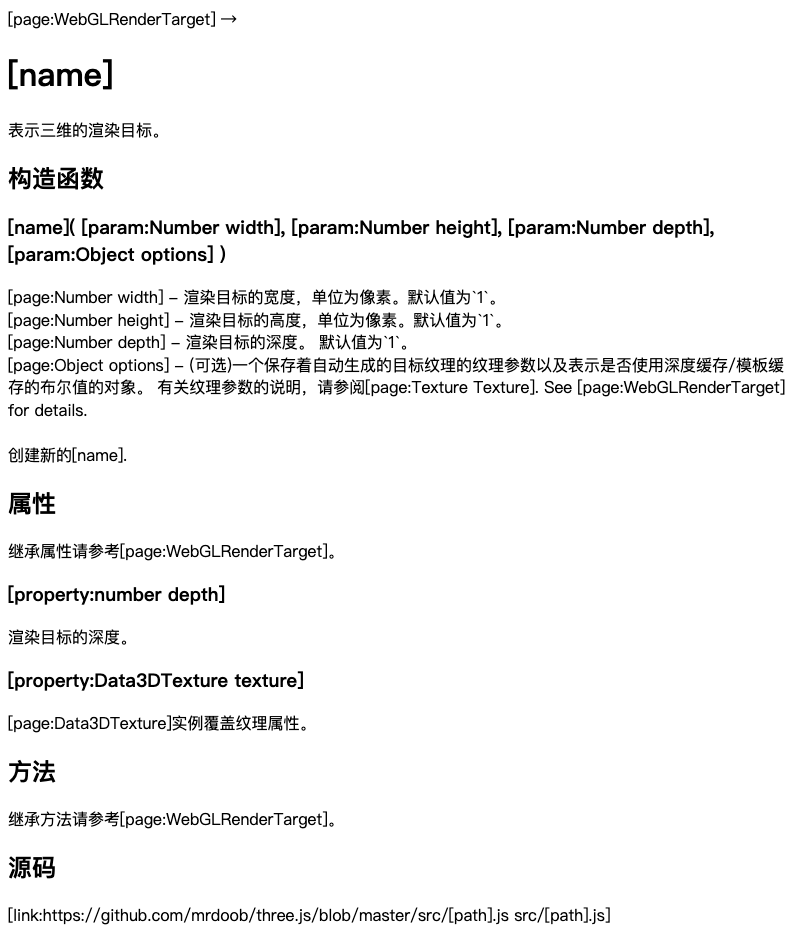 [page:WebGLRenderTarget] →
[name]
表示三维的渲染目标。
构造函数
[name]( [param:Number width], [param:Number height], [param:Number depth],
[param:Object options] )
[page:Number width] – 渲染目标的宽度，单位为像素。默认值为`1`。
[page:Number height] – 渲染目标的高度，单位为像素。默认值为`1`。
[page:Number depth] – 渲染目标的深度。 默认值为`1`。
[page:Object options] – (可选)一个保存着自动生成的目标纹理的纹理参数以及表示是否使用深度缓存/模板缓
存的布尔值的对象。 有关纹理参数的说明，请参阅[page:Texture Texture]. See [page:WebGLRenderTarget]
for details.
创建新的[name].
属性
继承属性请参考[page:WebGLRenderTarget]。
[property:number depth]
渲染目标的深度。
[property:Data3DTexture texture]
[page:Data3DTexture]实例覆盖纹理属性。
方法
继承方法请参考[page:WebGLRenderTarget]。
源码
[link:https://github.com/mrdoob/three.js/blob/master/src/[path].js src/[path].js]